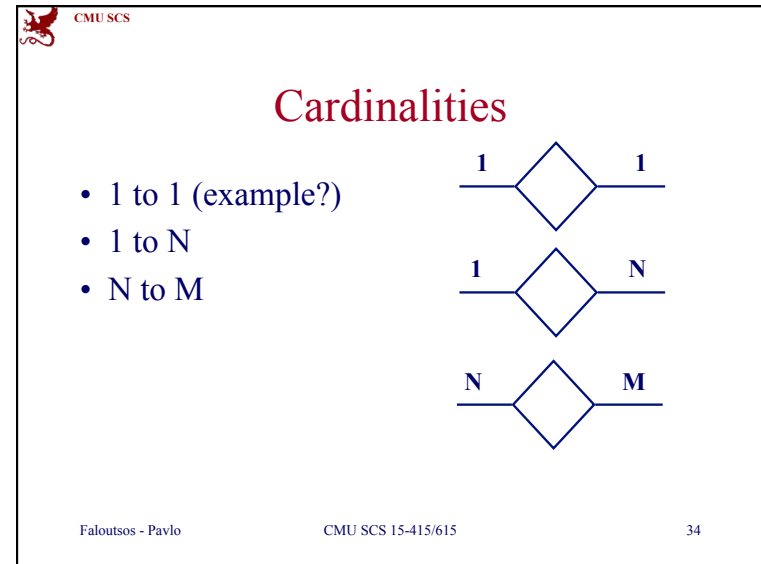 CMU SCS
Cardinalities
• 1 to 1 (example?)
• 1 to N
• N to M
1 1
1 N
N M
Faloutsos - Pavlo CMU SCS 15-415/615 34